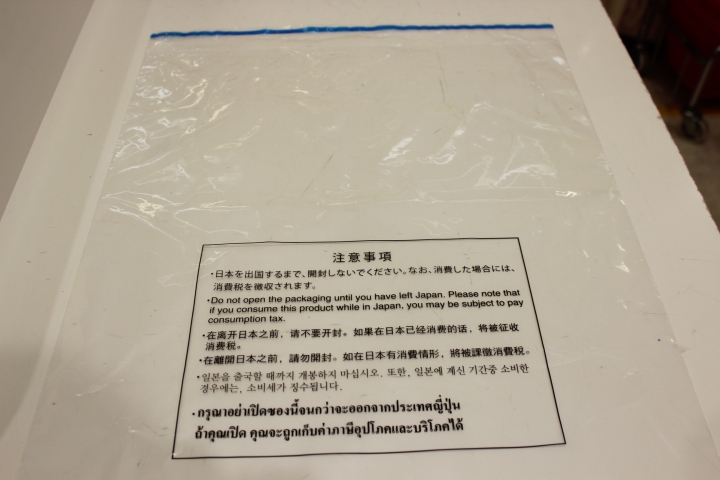 注意事項
・日本を出国するまで、開封しないでください。なお、消費した場合には、
消費税を徴収されます。
・Do not open the packaging until you have left Japan. Please note that
if you consume this product while in Japan, you may be subject to pay
consumption tax.
・在离开日本之前，请不要开封。如果在日本已经消费的话，将被征收
消费税。
・在離開日本之前，請勿開封。如在日本有消費情形，將被課徵消費稅。
・일본을 출국할 때까지 개봉하지 마십시오. 또한, 일본에 계신 기간중 소비한
경우에는, 소비세가 징수됩니다.
・กรุณาอย่าเปิดซองนี้จนกว่าจะออกจากประเทศญี่ปุ่น
ถ้าคุณเปิด คุณจะถูกเก็บค่าภาษีอุปโภคและบริโภคได้